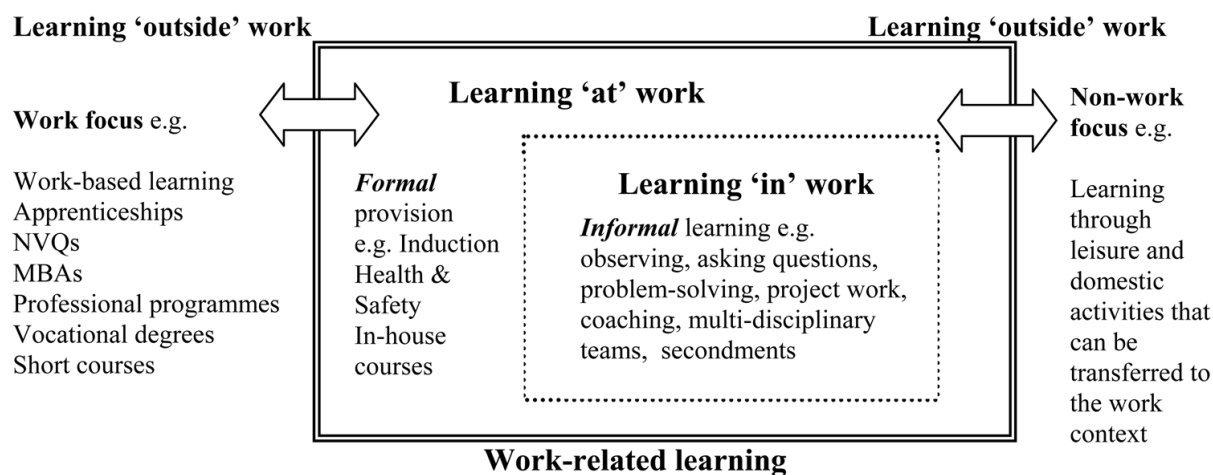 Learning ‘outside’ work
Learning ‘outside’ work
Work focus e.g.
Work-based learning
Apprenticeships
NVQs
MBAs
Professional programmes
Vocational degrees
Short courses
Learning ‘at’ work
Formal
provision
e.g. Induction
Health &
Safety
In-house
courses
Learning ‘in’ work
Informal learning e.g.
observing, asking questions,
problem-solving, project work,
coaching, multi-disciplinary
teams, secondments
Non-work
focus e.g.
Learning
through
leisure and
domestic
activities that
can be
transferred to
the work
context
Work-related learning